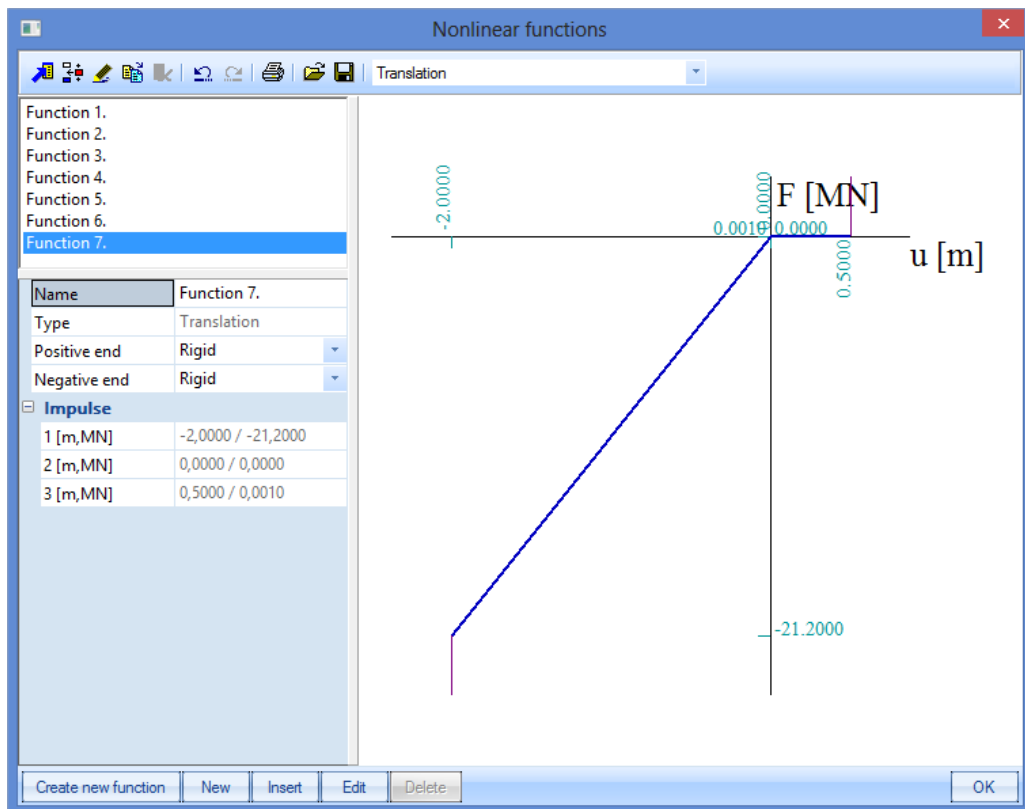 Nonlinear functions
Translation
Function 1.
Function 2.
Function 3.
Function 4.
Function 5.
Function 6.
Function 7.
Name Function 7.
Type Translation
Positive end Rigid
Negative end Rigid
Impulse
1 [m,MN] -2,0000 / -21,2000
2 [m,MN] 0,0000 / 0,0000
3 [m,MN] 0,5000 / 0,0010
-2.0000
0.0000
F [MN]
0.0010 0.0000
u [m]
0.5000
-21.2000
Create new function New Insert Edit Delete OK